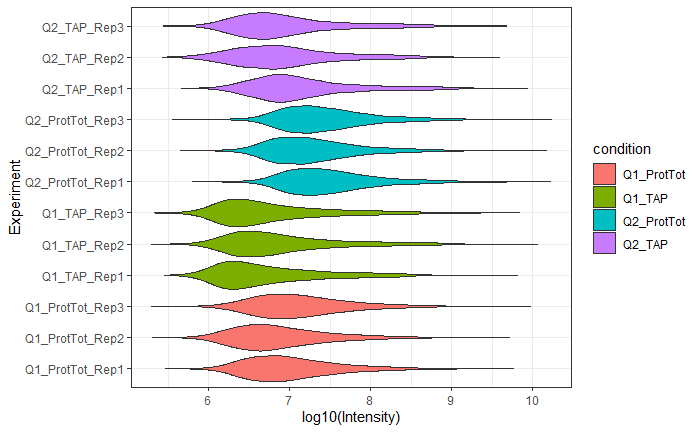 Experiment
Q2_TAP_Rep3
Q2_TAP_Rep2
Q2_TAP_Rep1
Q2_ProtTot_Rep3
Q2_ProtTot_Rep2
Q2_ProtTot_Rep1
Q1_TAP_Rep3
Q1_TAP_Rep2
Q1_TAP_Rep1
Q1_ProtTot_Rep3
Q1_ProtTot_Rep2
Q1_ProtTot_Rep1
6 7 8 9 10
log10(Intensity)
condition
Q1_ProtTot
Q1_TAP
Q2_ProtTot
Q2_TAP